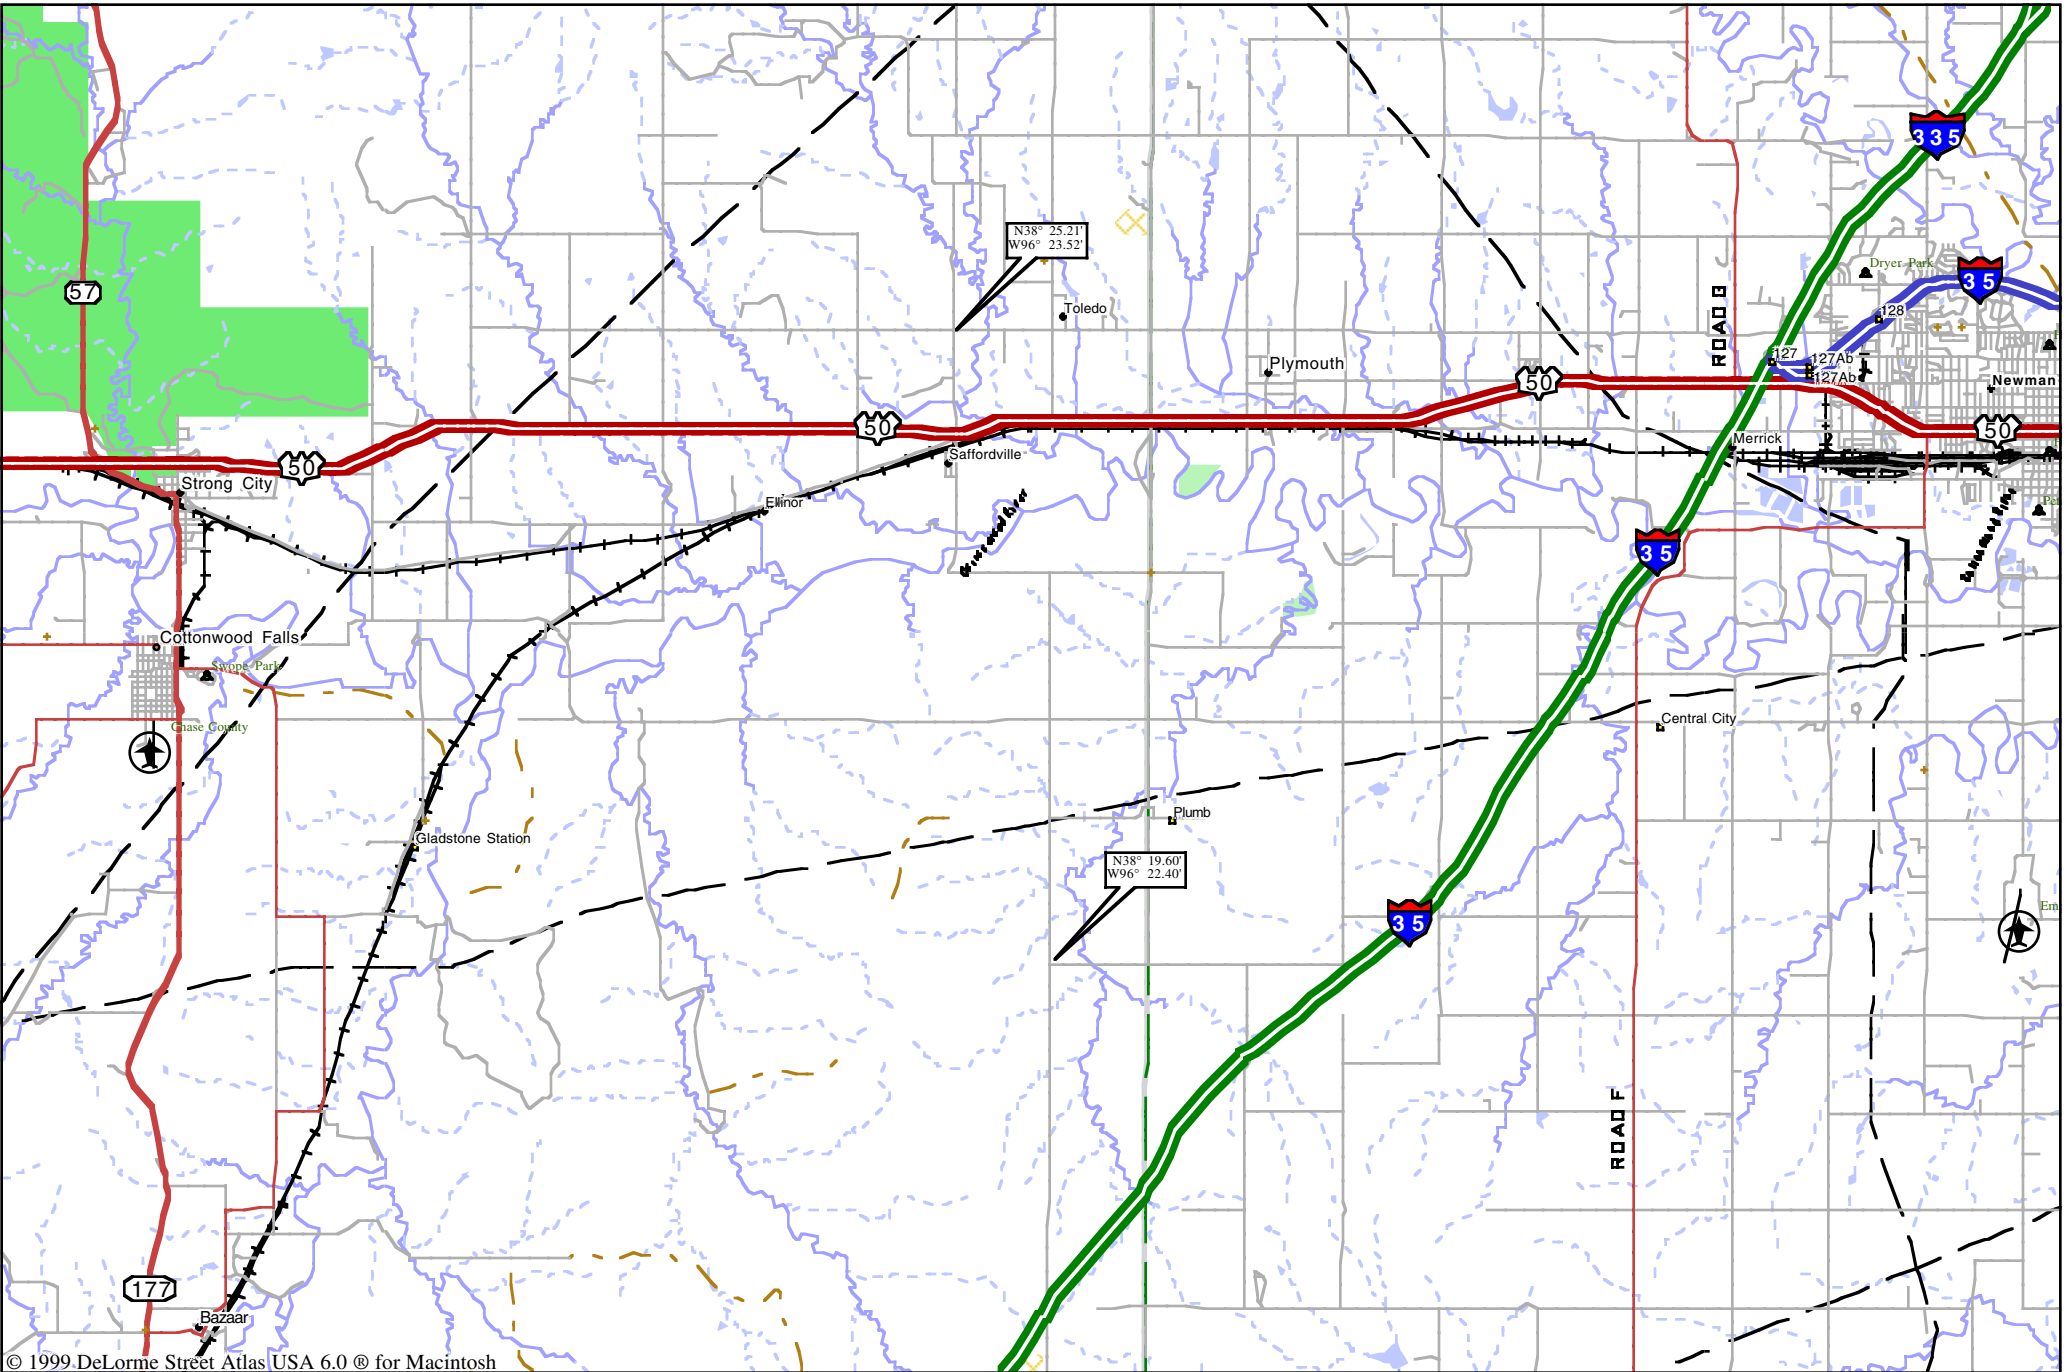 335
N38° 25.21'
W96° 23.52'
Dryer Park
57
35
ROAD G
128
Toledo
127
127Ab
127Ab
Plymouth
50
Newman
50
50
50
Merrick
Saffordville
Strong City
Ellinor
35
Cottonwood Falls
Swope Park
Chase County
Central City
Plumb
Gladstone Station
N38° 19.60'
W96° 22.40'
35
Em
ROAD F
177
Bazaar
© 1999 DeLorme Street Atlas USA 6.0 ® for Macintosh